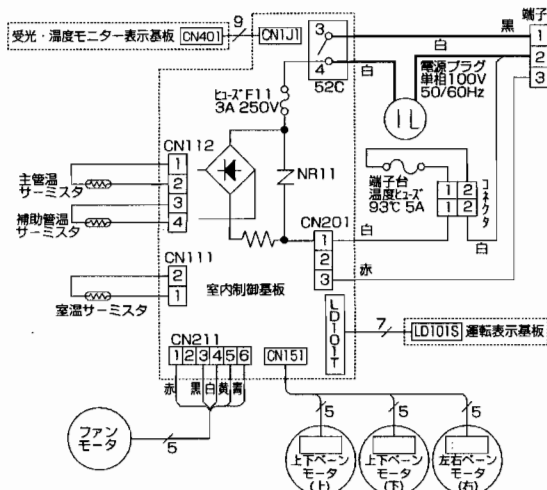 受光・温度モニター表示基板 CN401
9
CN1J1
3
4
52C
黒
白
白
端子
1
2
3
電源プラグ
単相100V
50/60Hz
ヒューズF11
3A 250V
CN112
1
2
3
4
主管温
サーミスタ
補助管温
サーミスタ
NR11
端子台
温度ヒューズ
93℃ 5A
1 2
1 2
コネクタ
CN201
1
2
3
白
白
赤
CN111
2
1
室温サーミスタ
室内制御基板
LD101T
7
LD101S 運転表示基板
CN211
1 2 3 4 5 6
赤 黒 白 黄 青
CN151
ファン
モータ
5
5
5
5
上下ベーン
モータ
(上)
上下ベーン
モータ
(下)
左右ベーン
モータ
(右)